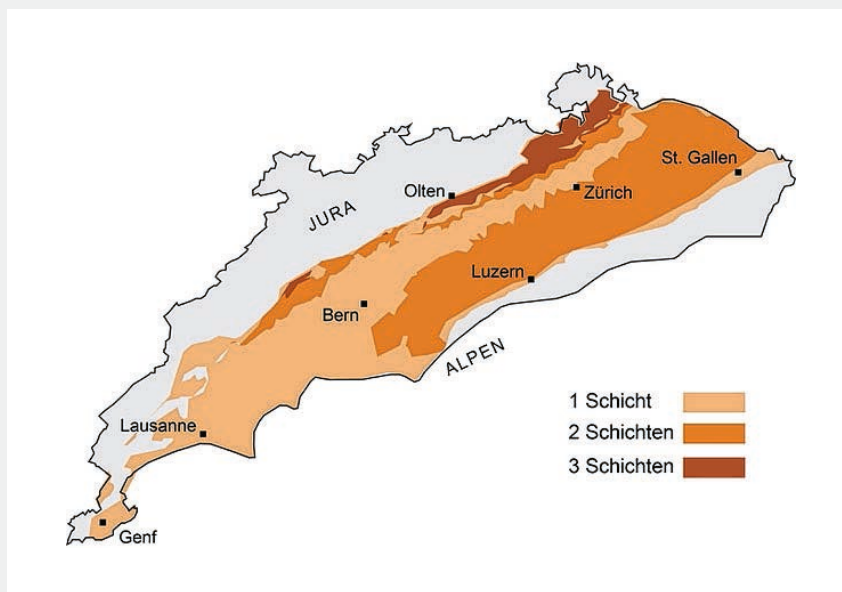 St. Gallen
Olten
Zürich
JURA
Luzern
Bern
ALPEN
1 Schicht
2 Schichten
Lausanne
3 Schichten
Genf